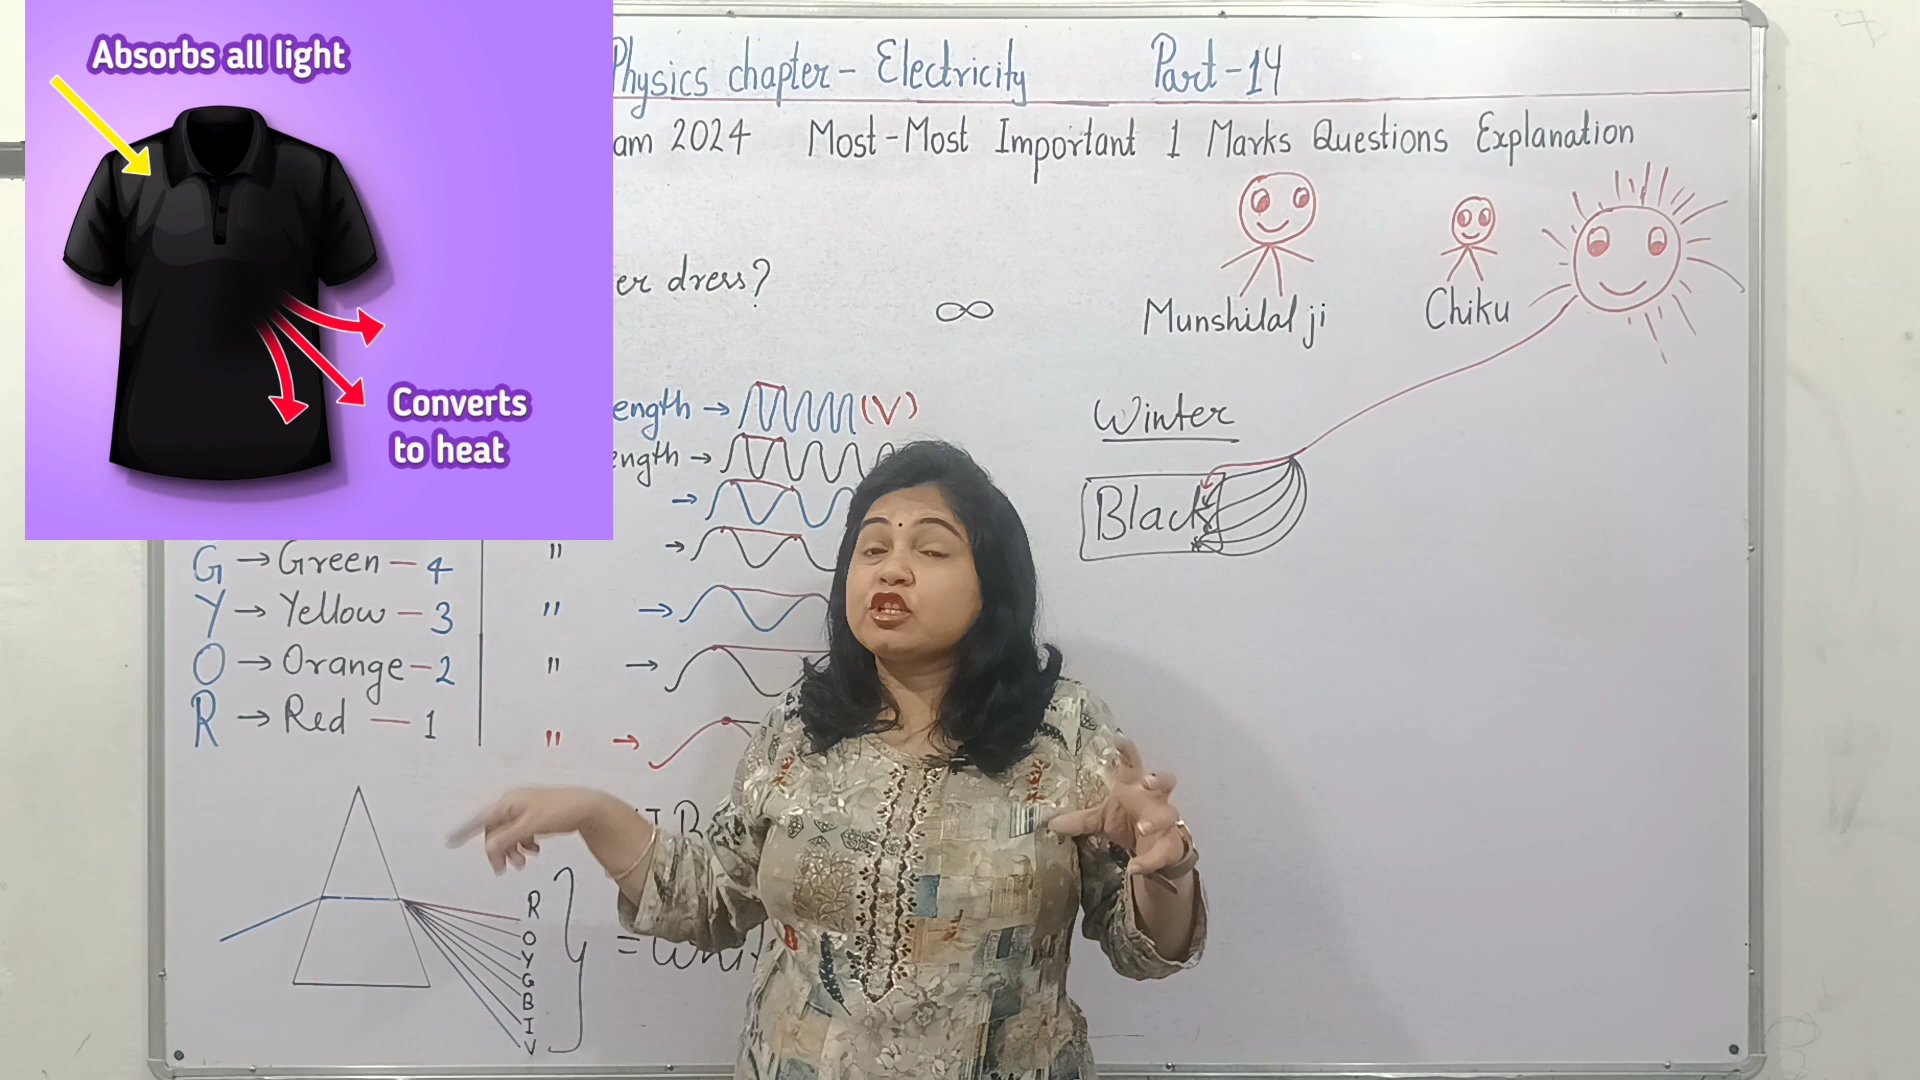 Absorbs all light
Converts
to heat
Physics chapter - Electricity Part-14
am 2024 Most-Most Important 1 Marks Questions Explanation
er dress?
∞
Munshilal ji
Chiku
ength → (V)
ngth →
→
" →
" →
" →
" →
G → Green - 4
Y → Yellow - 3
O → Orange - 2
R → Red - 1
Winter
Black
R
O
Y
G
B
I
V